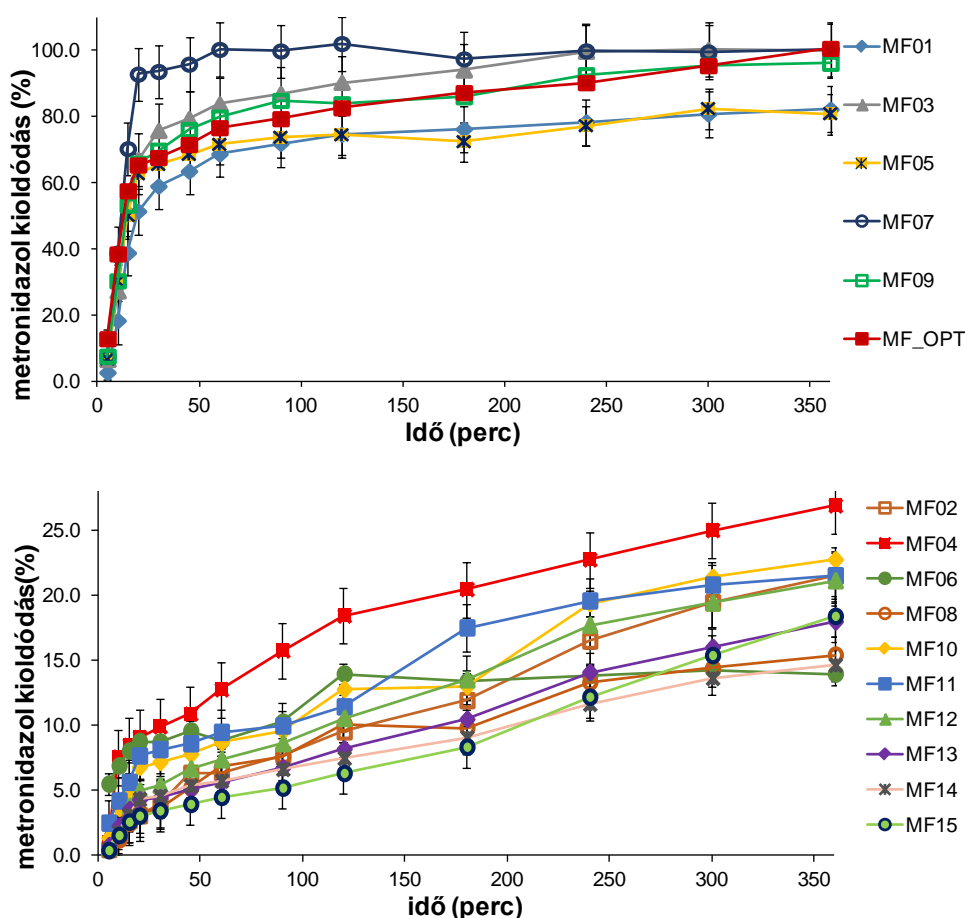 metronidazol kioldódás (%)
100.0
80.0
60.0
40.0
20.0
0.0
0 50 100 150 200 250 300 350
Idő (perc)
MF01
MF03
MF05
MF07
MF09
MF_OPT
metronidazol kioldódás(%)
25.0
20.0
15.0
10.0
5.0
0.0
0 50 100 150 200 250 300 350
idő (perc)
MF02
MF04
MF06
MF08
MF10
MF11
MF12
MF13
MF14
MF15